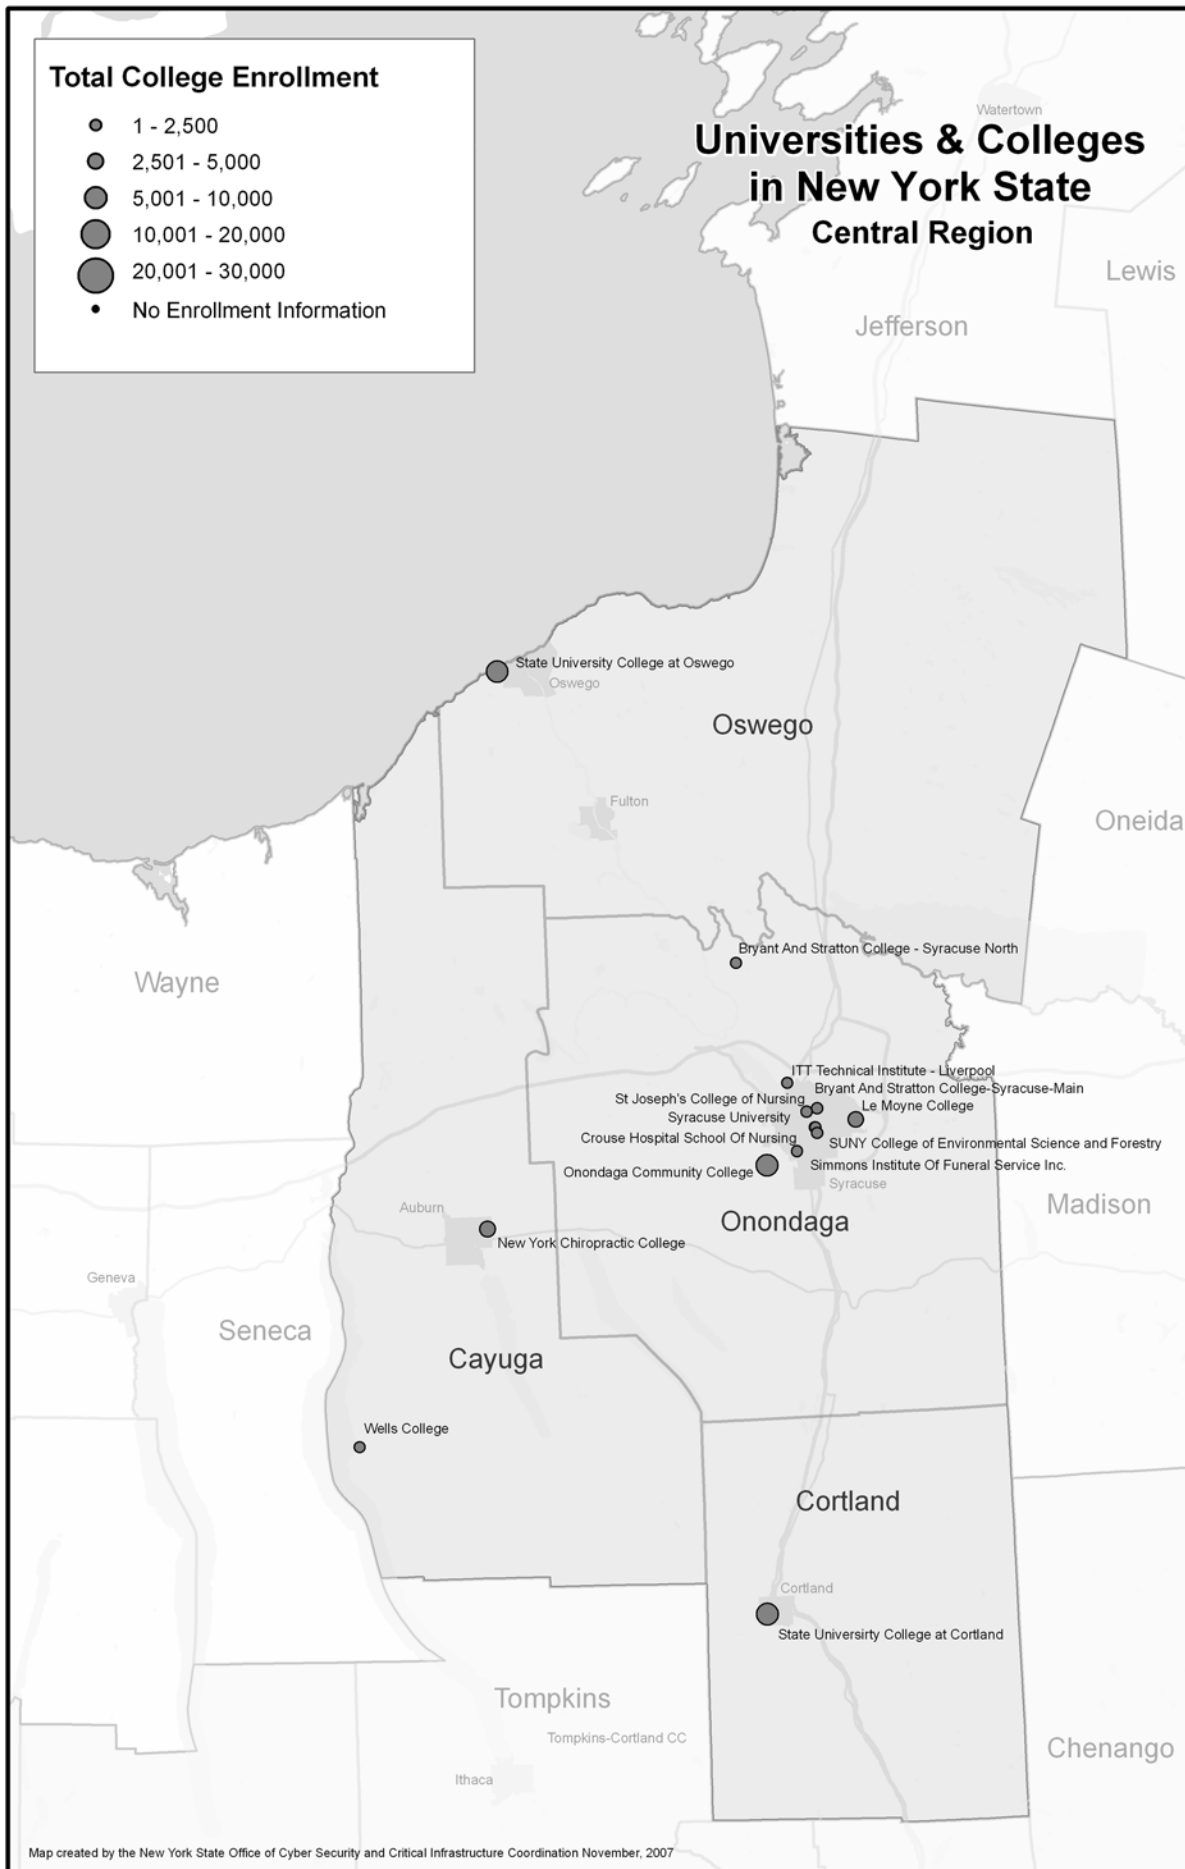 Total College Enrollment
1 - 2,500
2,501 - 5,000
5,001 - 10,000
10,001 - 20,000
20,001 - 30,000
No Enrollment Information
Watertown
Universities & Colleges
in New York State
Central Region
Lewis
Jefferson
State University College at Oswego
Oswego
Oswego
Fulton
Oneida
Bryant And Stratton College - Syracuse North
Wayne
ITT Technical Institute - Liverpool
Bryant And Stratton College-Syracuse-Main
St Joseph's College of Nursing
Le Moyne College
Syracuse University
Crouse Hospital School Of Nursing
SUNY College of Environmental Science and Forestry
Simmons Institute Of Funeral Service Inc.
Onondaga Community College
Syracuse
Madison
Auburn
Onondaga
New York Chiropractic College
Geneva
Seneca
Cayuga
Wells College
Cortland
Cortland
State Universirty College at Cortland
Tompkins
Tompkins-Cortland CC
Chenango
Ithaca
Map created by the New York State Office of Cyber Security and Critical Infrastructure Coordination November, 2007